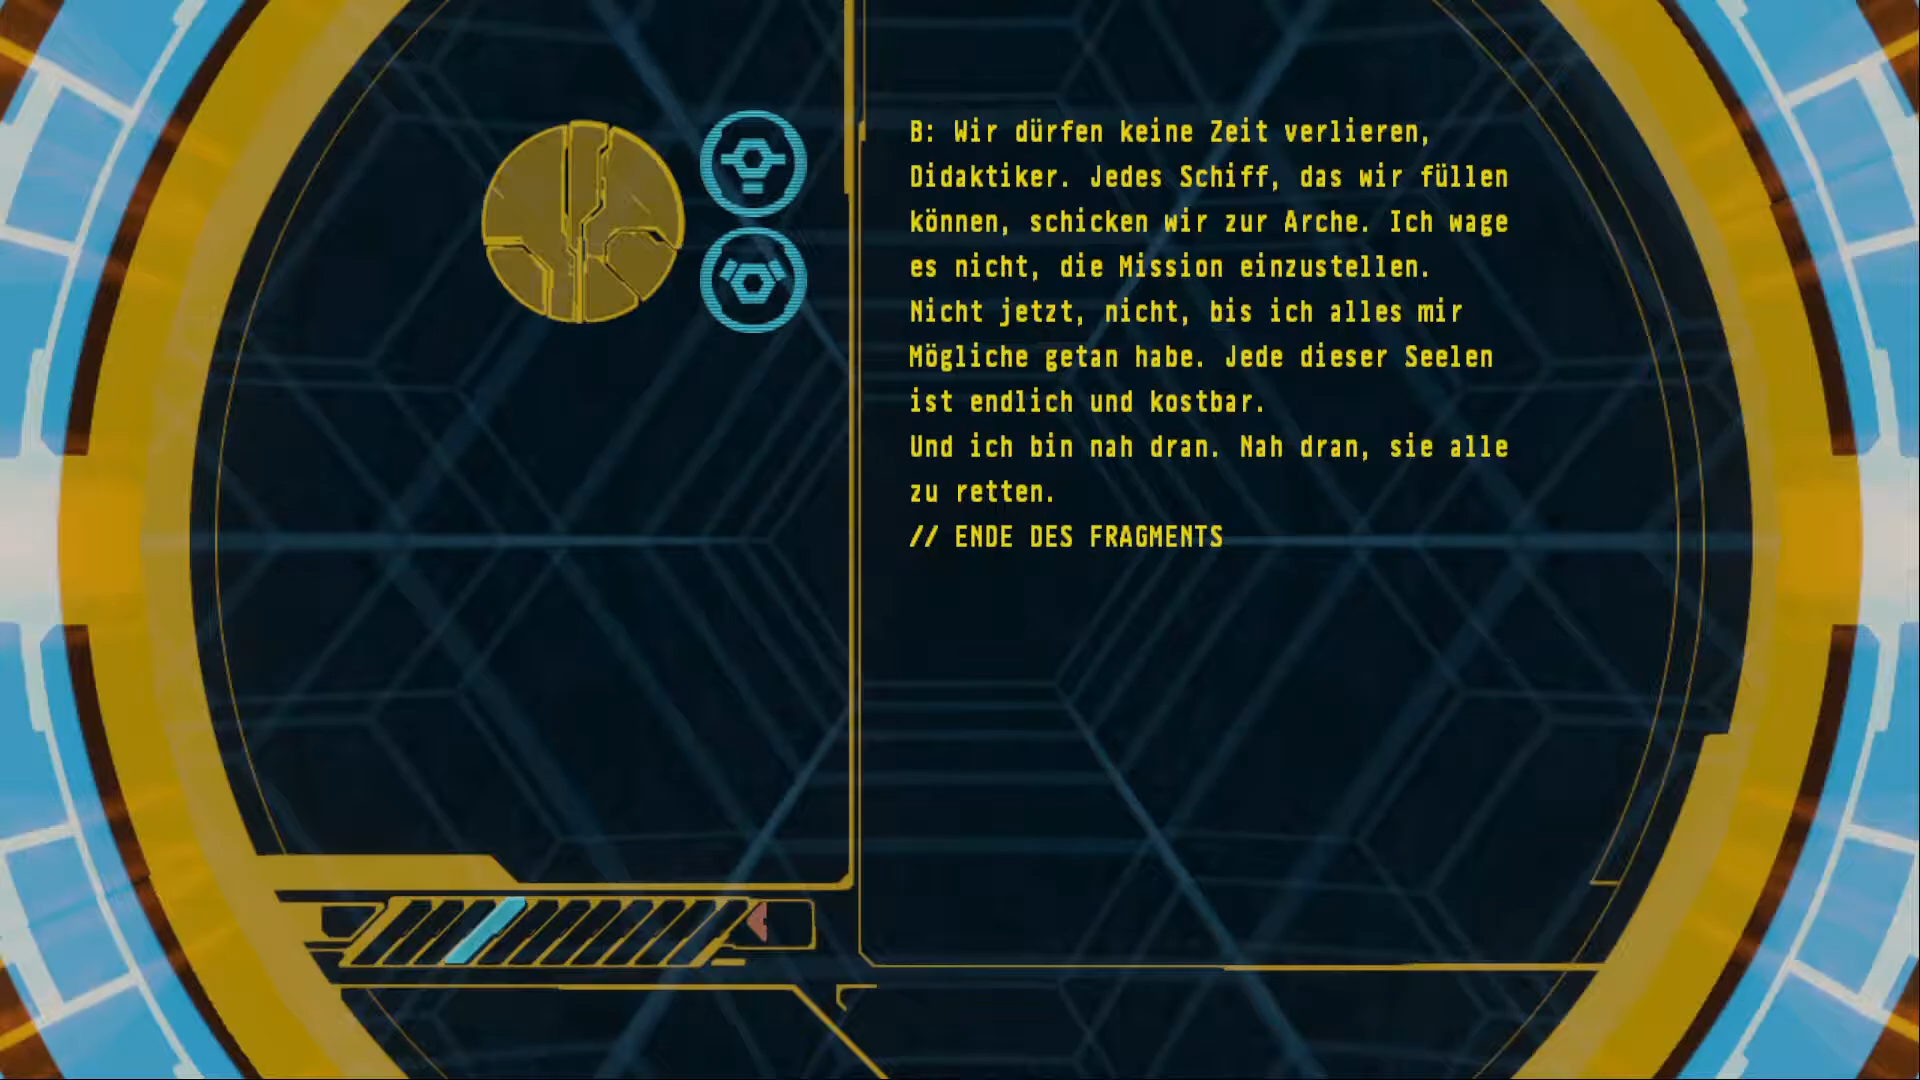 B: Wir dürfen keine Zeit verlieren,
Didaktiker. Jedes Schiff, das wir füllen
können, schicken wir zur Arche. Ich wage
es nicht, die Mission einzustellen.
Nicht jetzt, nicht, bis ich alles mir
Mögliche getan habe. Jede dieser Seelen
ist endlich und kostbar.
Und ich bin nah dran. Nah dran, sie alle
zu retten.
// ENDE DES FRAGMENTS